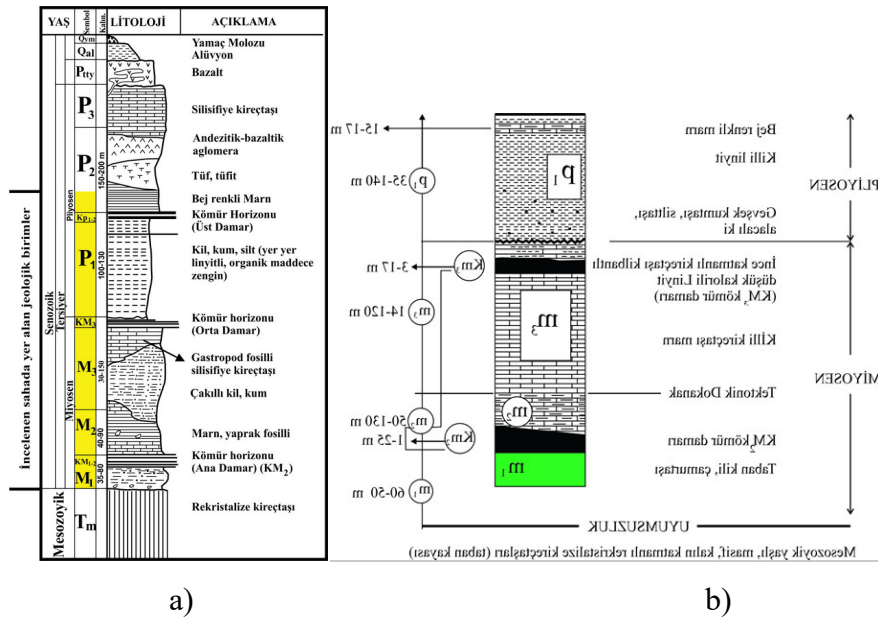 YAŞ
Sembol
Kalın.
LİTOLOJİ
AÇIKLAMA
Qym
Yamaç Molozu
Qal
Alüvyon
Ptty
Bazalt
P3
Silisifiye kireçtaşı
P2
150-200 m
Andezitik-bazaltik
aglomera
Tüf, tüfit
Bej renkli Marn
Kp1-2
Kömür Horizonu
(Üst Damar)
P1
100-130
Kil, kum, silt (yer yer
linyitli, organik maddece
zengin)
KM3
Kömür horizonu
(Orta Damar)
M3
30-150
Gastropod fosilli
silisifiye kireçtaşı
Çakıllı kil, kum
M2
40-90
Marn, yaprak fosilli
KM1-2
Kömür horizonu
(Ana Damar) (KM2)
M1
35-80
Tm
Rekristalize kireçtaşı
Senozoik
Tersiyer
Pliyosen
Miyosen
Mesozoyik
İncelenen sahada yer alan jeolojik birimler
a)
15-17 m
Bej renkli marn
Killi linyit
p1
35-140 m
p1
Gevşek kumtaşı, silttaşı,
alacalı ki
PLİYOSEN
3-17 m
Km3
İnce katmanlı kireçtaşı kilbantlı
düşük kalorili Linyit
(KM3 kömür damarı)
14-120 m
m3
m3
Killi kireçtaşı marn
MİYOSEN
Tektonik Dokanak
50-130 m
m2
m2
1-25 m
Km2
KM2 kömür damarı
m1
Taban kili, çamurtaşı
60-50 m
m1
UYUMSUZLUK
Mesozoyik yaşlı, masif, kalın katmanlı rekristalize kireçtaşları (taban kayası)
b)